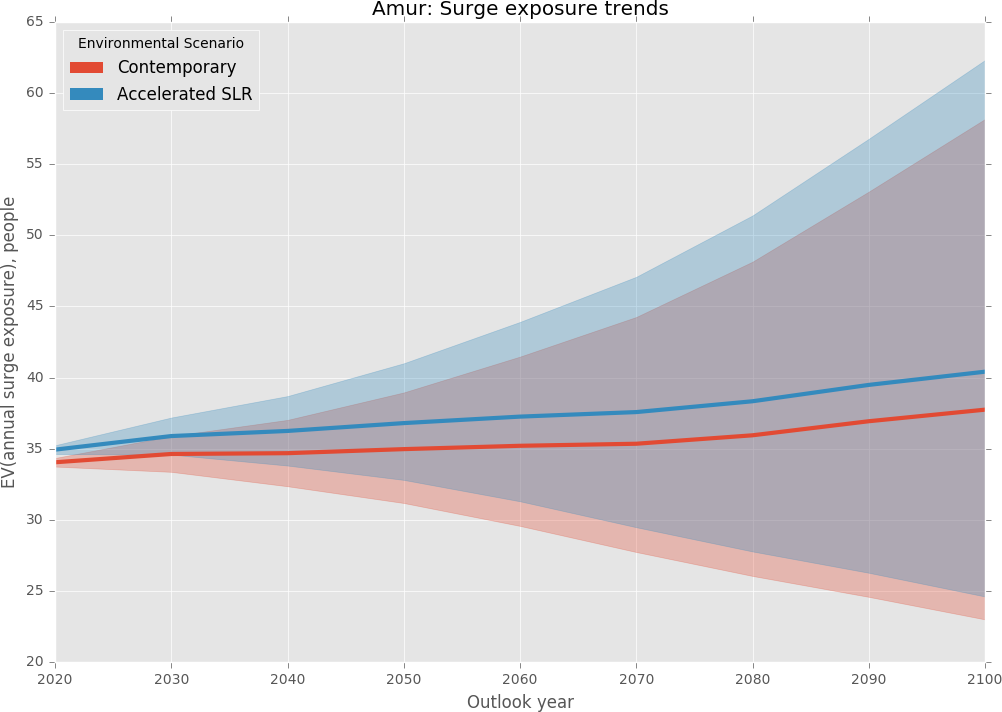 Amur: Surge exposure trends
Environmental Scenario
Contemporary
Accelerated SLR
EV(annual surge exposure), people
65
60
55
50
45
40
35
30
25
20
2020 2030 2040 2050 2060 2070 2080 2090 2100
Outlook year